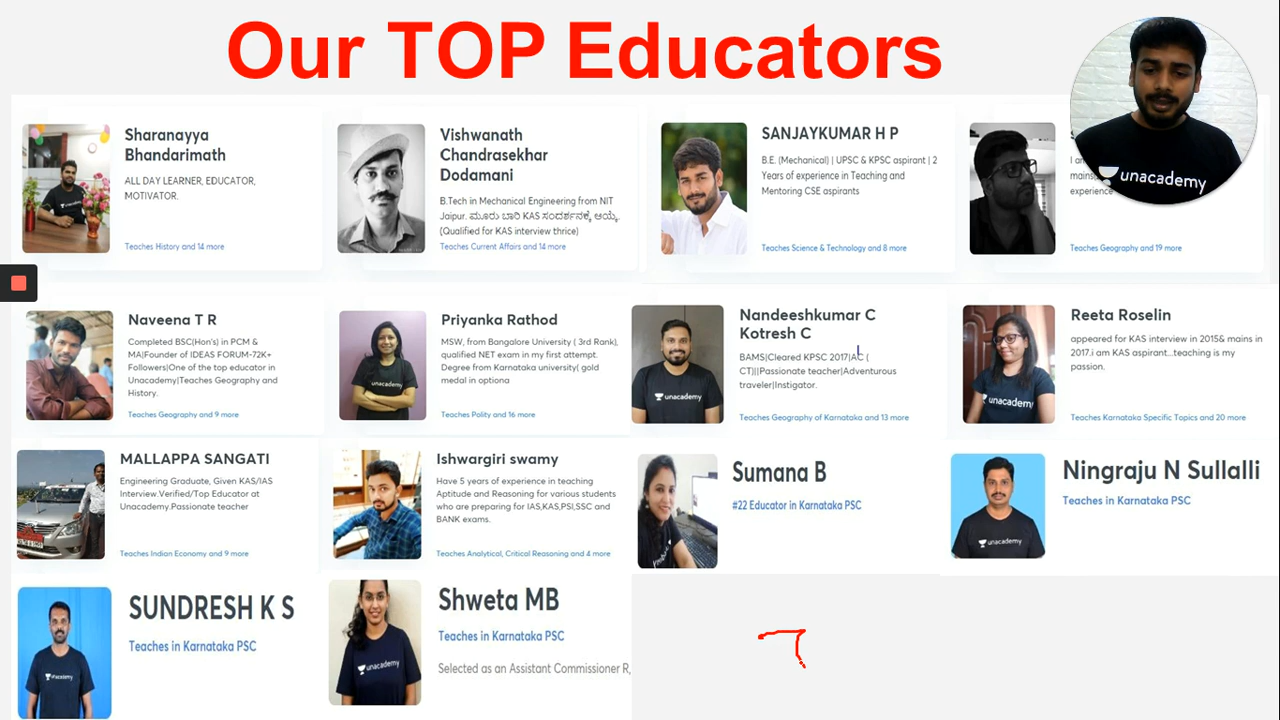 Our TOP Educators
Sharanayya
Bhandarimath
ALL DAY LEARNER, EDUCATOR,
MOTIVATOR.
Teaches History and 14 more
Vishwanath
Chandrasekhar
Dodamani
B.Tech in Mechanical Engineering from NIT
Jaipur. ಮೂರು ಬಾರಿ KAS ಸಂದರ್ಶನಕ್ಕೆ ಆಯ್ಕೆ.
(Qualified for KAS interview thrice)
Teaches Current Affairs and 14 more
SANJAYKUMAR H P
B.E. (Mechanical) | UPSC & KPSC aspirant | 2
Years of experience in Teaching and
Mentoring CSE aspirants
Teaches Science & Technology and 8 more
I am
mains
experience
Teaches Geography and 19 more
unacademy
Naveena T R
Completed BSC(Hon's) in PCM &
MA|Founder of IDEAS FORUM-72K+
Followers|One of the top educator in
Unacademy|Teaches Geography and
History.
Teaches Geography and 9 more
Priyanka Rathod
MSW, from Bangalore University ( 3rd Rank),
qualified NET exam in my first attempt.
Degree from Karnataka university( gold
medal in optiona
Teaches Polity and 16 more
unacademy
Nandeeshkumar C
Kotresh C
BAMS|Cleared KPSC 2017|AC (
CT)||Passionate teacher|Adventurous
traveler|Instigator.
Teaches Geography of Karnataka and 13 more
unacademy
Reeta Roselin
appeared for KAS interview in 2015& mains in
2017.i am KAS aspirant...teaching is my
passion.
Teaches Karnataka Specific Topics and 20 more
unacademy
MALLAPPA SANGATI
Engineering Graduate, Given KAS/IAS
Interview.Verified/Top Educator at
Unacademy.Passionate teacher
Teaches Indian Economy and 9 more
Ishwargiri swamy
Have 5 years of experience in teaching
Aptitude and Reasoning for various students
who are preparing for IAS,KAS,PSI,SSC and
BANK exams.
Teaches Analytical, Critical Reasoning and 4 more
Sumana B
#22 Educator in Karnataka PSC
Ningraju N Sullalli
Teaches in Karnataka PSC
unacademy
SUNDRESH K S
Teaches in Karnataka PSC
unacademy
Shweta MB
Teaches in Karnataka PSC
Selected as an Assistant Commissioner R,
unacademy